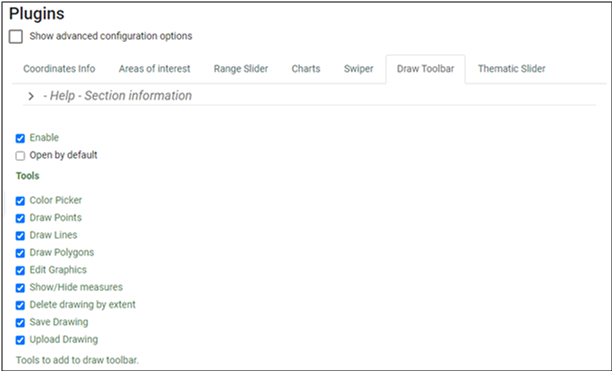 Plugins
Show advanced configuration options
Coordinates Info Areas of interest Range Slider Charts Swiper Draw Toolbar Thematic Slider
- Help - Section information
Enable
Open by default
Tools
Color Picker
Draw Points
Draw Lines
Draw Polygons
Edit Graphics
Show/Hide measures
Delete drawing by extent
Save Drawing
Upload Drawing
Tools to add to draw toolbar.